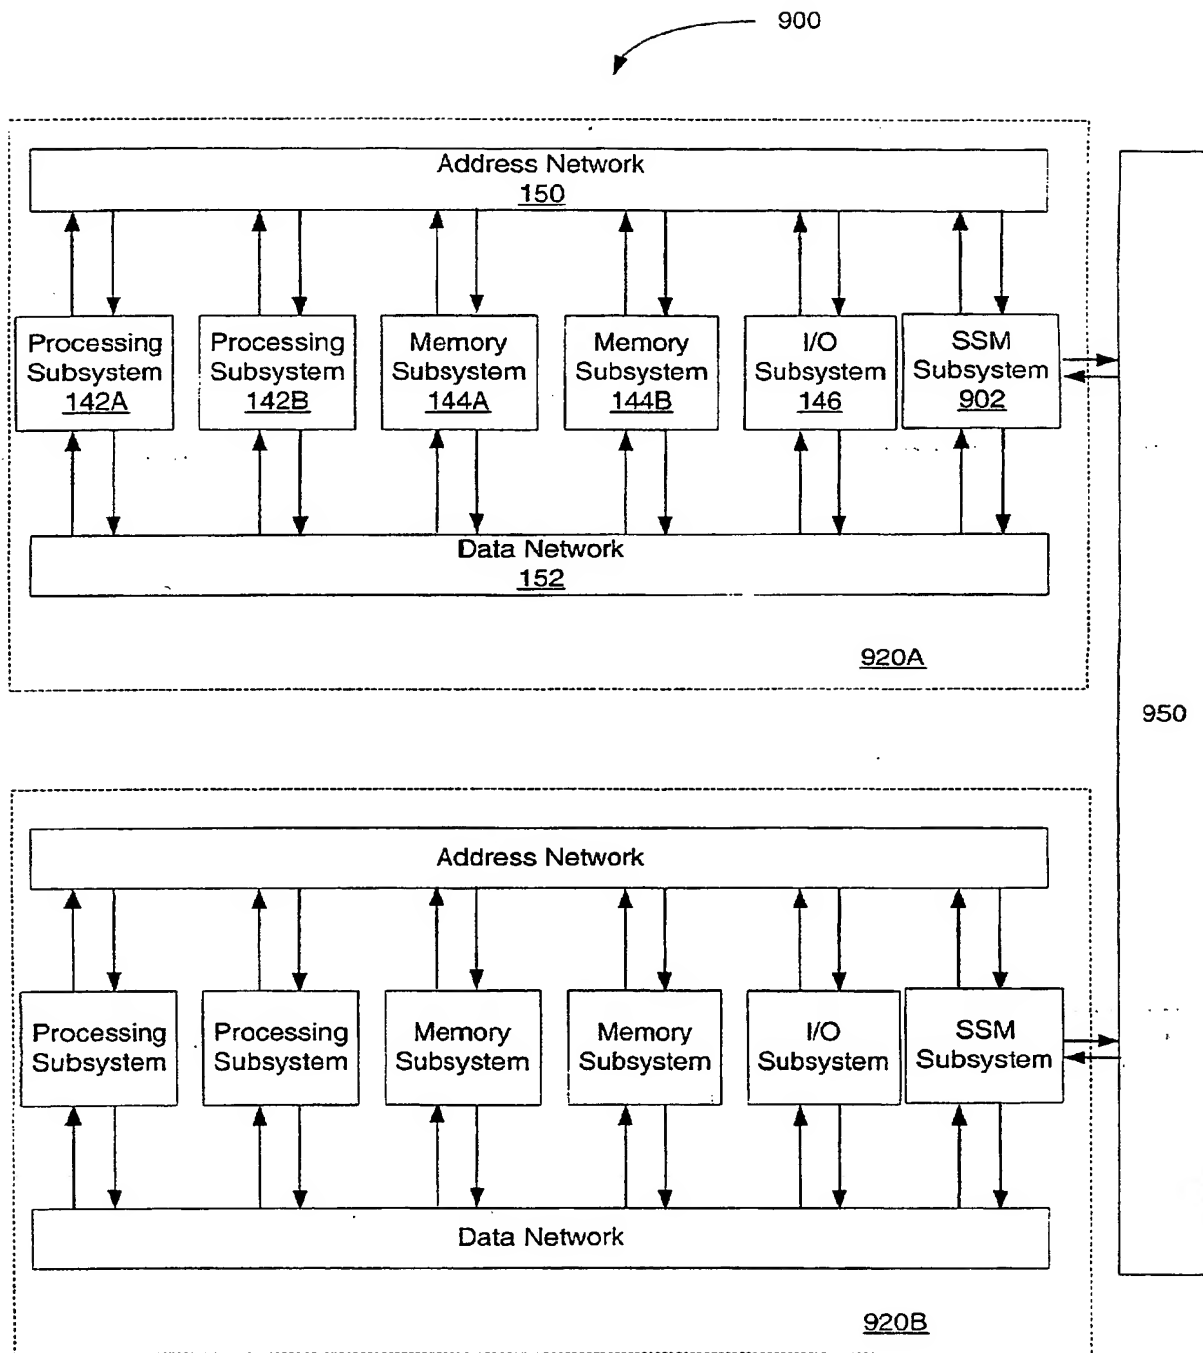 900
Address Network
150
Processing
Subsystem
142A
Processing
Subsystem
142B
Memory
Subsystem
144A
Memory
Subsystem
144B
I/O
Subsystem
146
SSM
Subsystem
902
Data Network
152
920A
950
Address Network
Processing
Subsystem
Processing
Subsystem
Memory
Subsystem
Memory
Subsystem
I/O
Subsystem
SSM
Subsystem
Data Network
920B